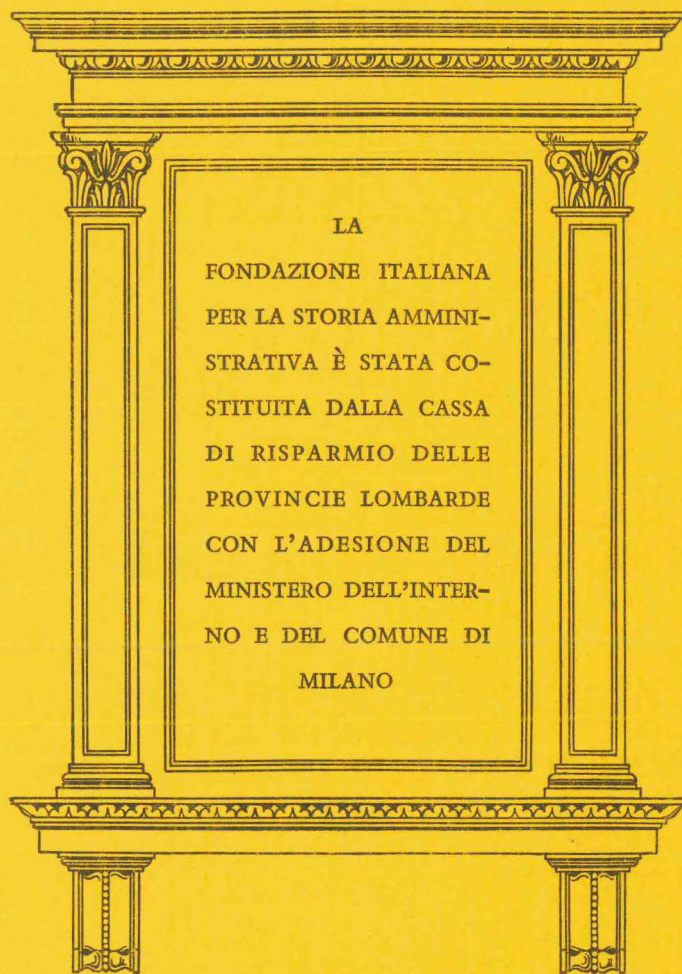 LA
FONDAZIONE ITALIANA
PER LA STORIA AMMINI-
STRATIVA È STATA CO-
STITUITA DALLA CASSA
DI RISPARMIO DELLE
PROVINCIE LOMBARDE
CON L'ADESIONE DEL
MINISTERO DELL'INTER-
NO E DEL COMUNE DI
MILANO